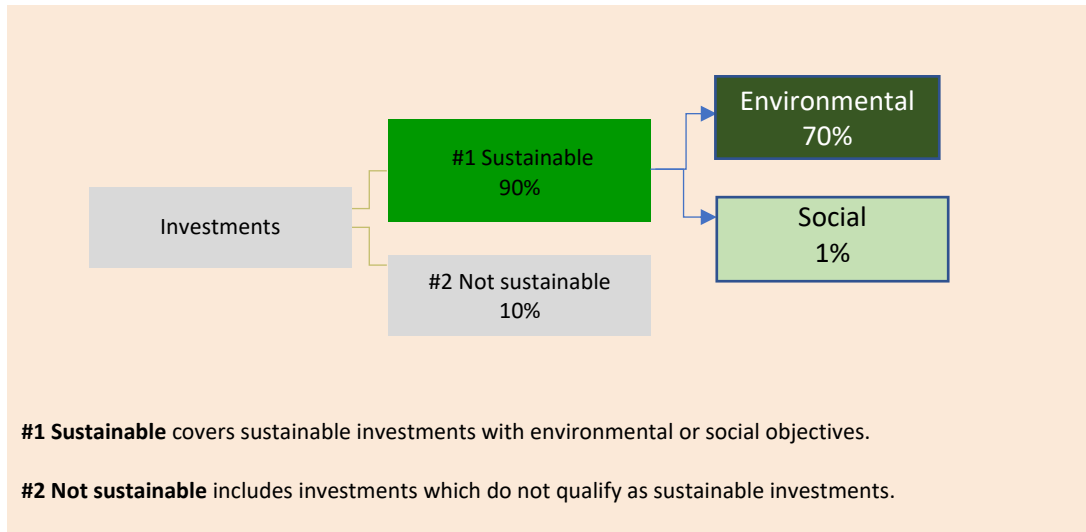 Environmental
70%
#1 Sustainable
90%
Investments
Social
1%
#2 Not sustainable
10%
#1 Sustainable covers sustainable investments with environmental or social objectives.
#2 Not sustainable includes investments which do not qualify as sustainable investments.